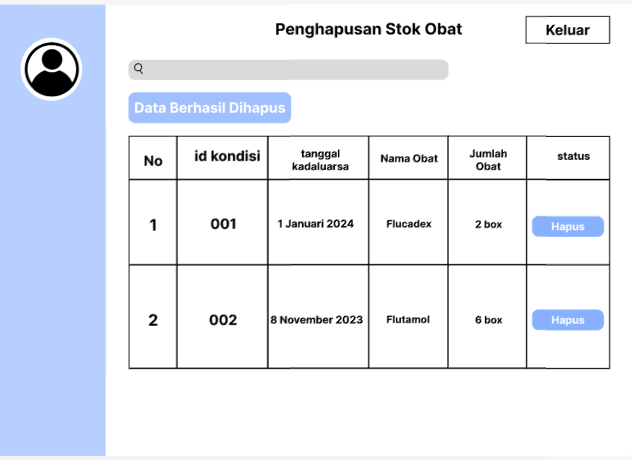 Penghapusan Stok Obat
Keluar
Data Berhasil Dihapus
No
id kondisi
tanggal
kadaluarsa
Nama Obat
Jumlah
Obat
status
1
001
1 Januari 2024
Flucadex
2 box
Hapus
2
002
8 November 2023
Flutamol
6 box
Hapus